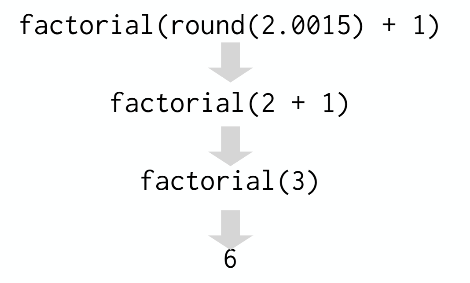 factorial(round(2.0015) + 1)
factorial(2 + 1)
factorial(3)
6